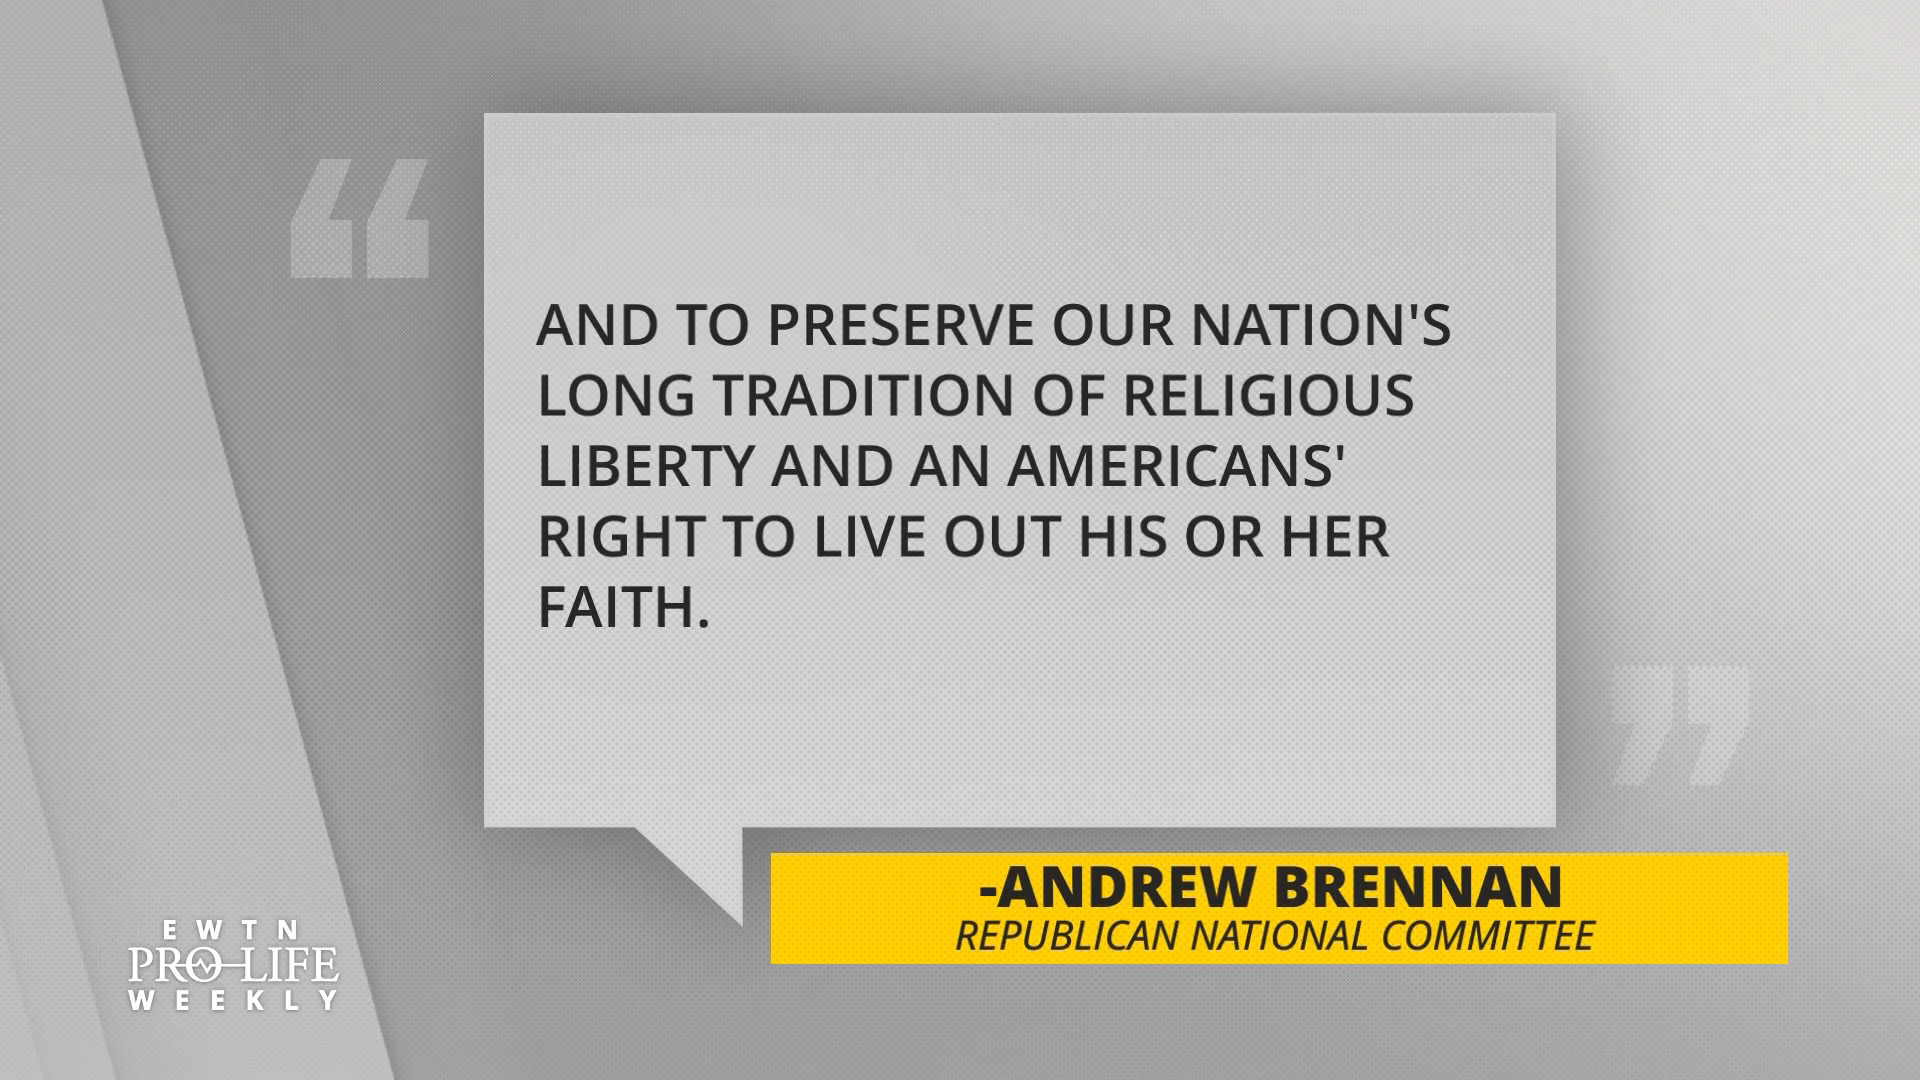 AND TO PRESERVE OUR NATION'S
LONG TRADITION OF RELIGIOUS
LIBERTY AND AN AMERICANS'
RIGHT TO LIVE OUT HIS OR HER
FAITH.
-ANDREW BRENNAN
REPUBLICAN NATIONAL COMMITTEE
EWTN
PRO-LIFE
WEEKLY